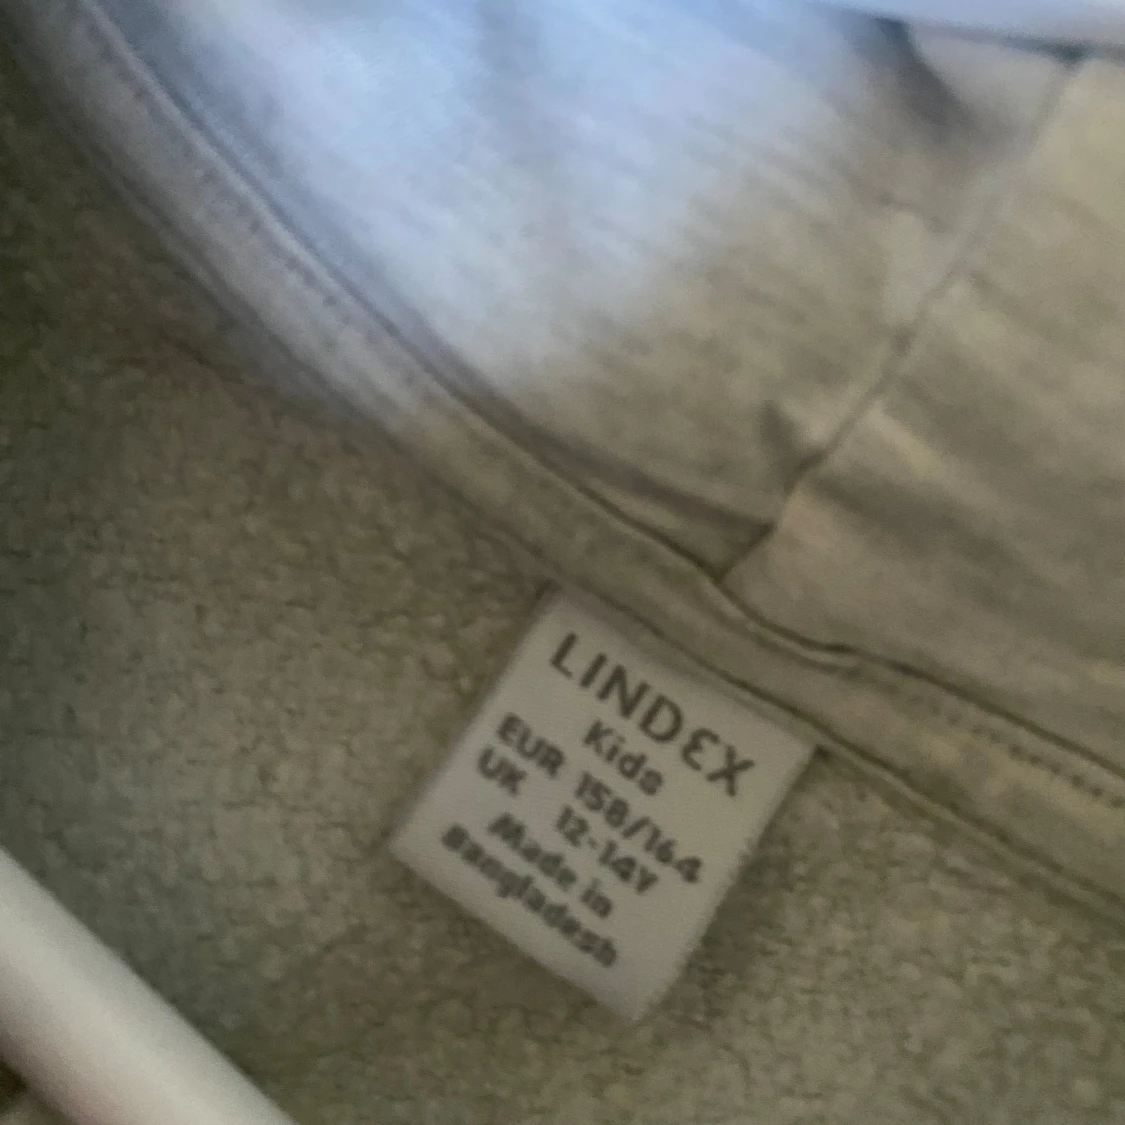 LINDEX
Kids
EUR 158/164
UK 12-14Y
Made in
Bangladesh